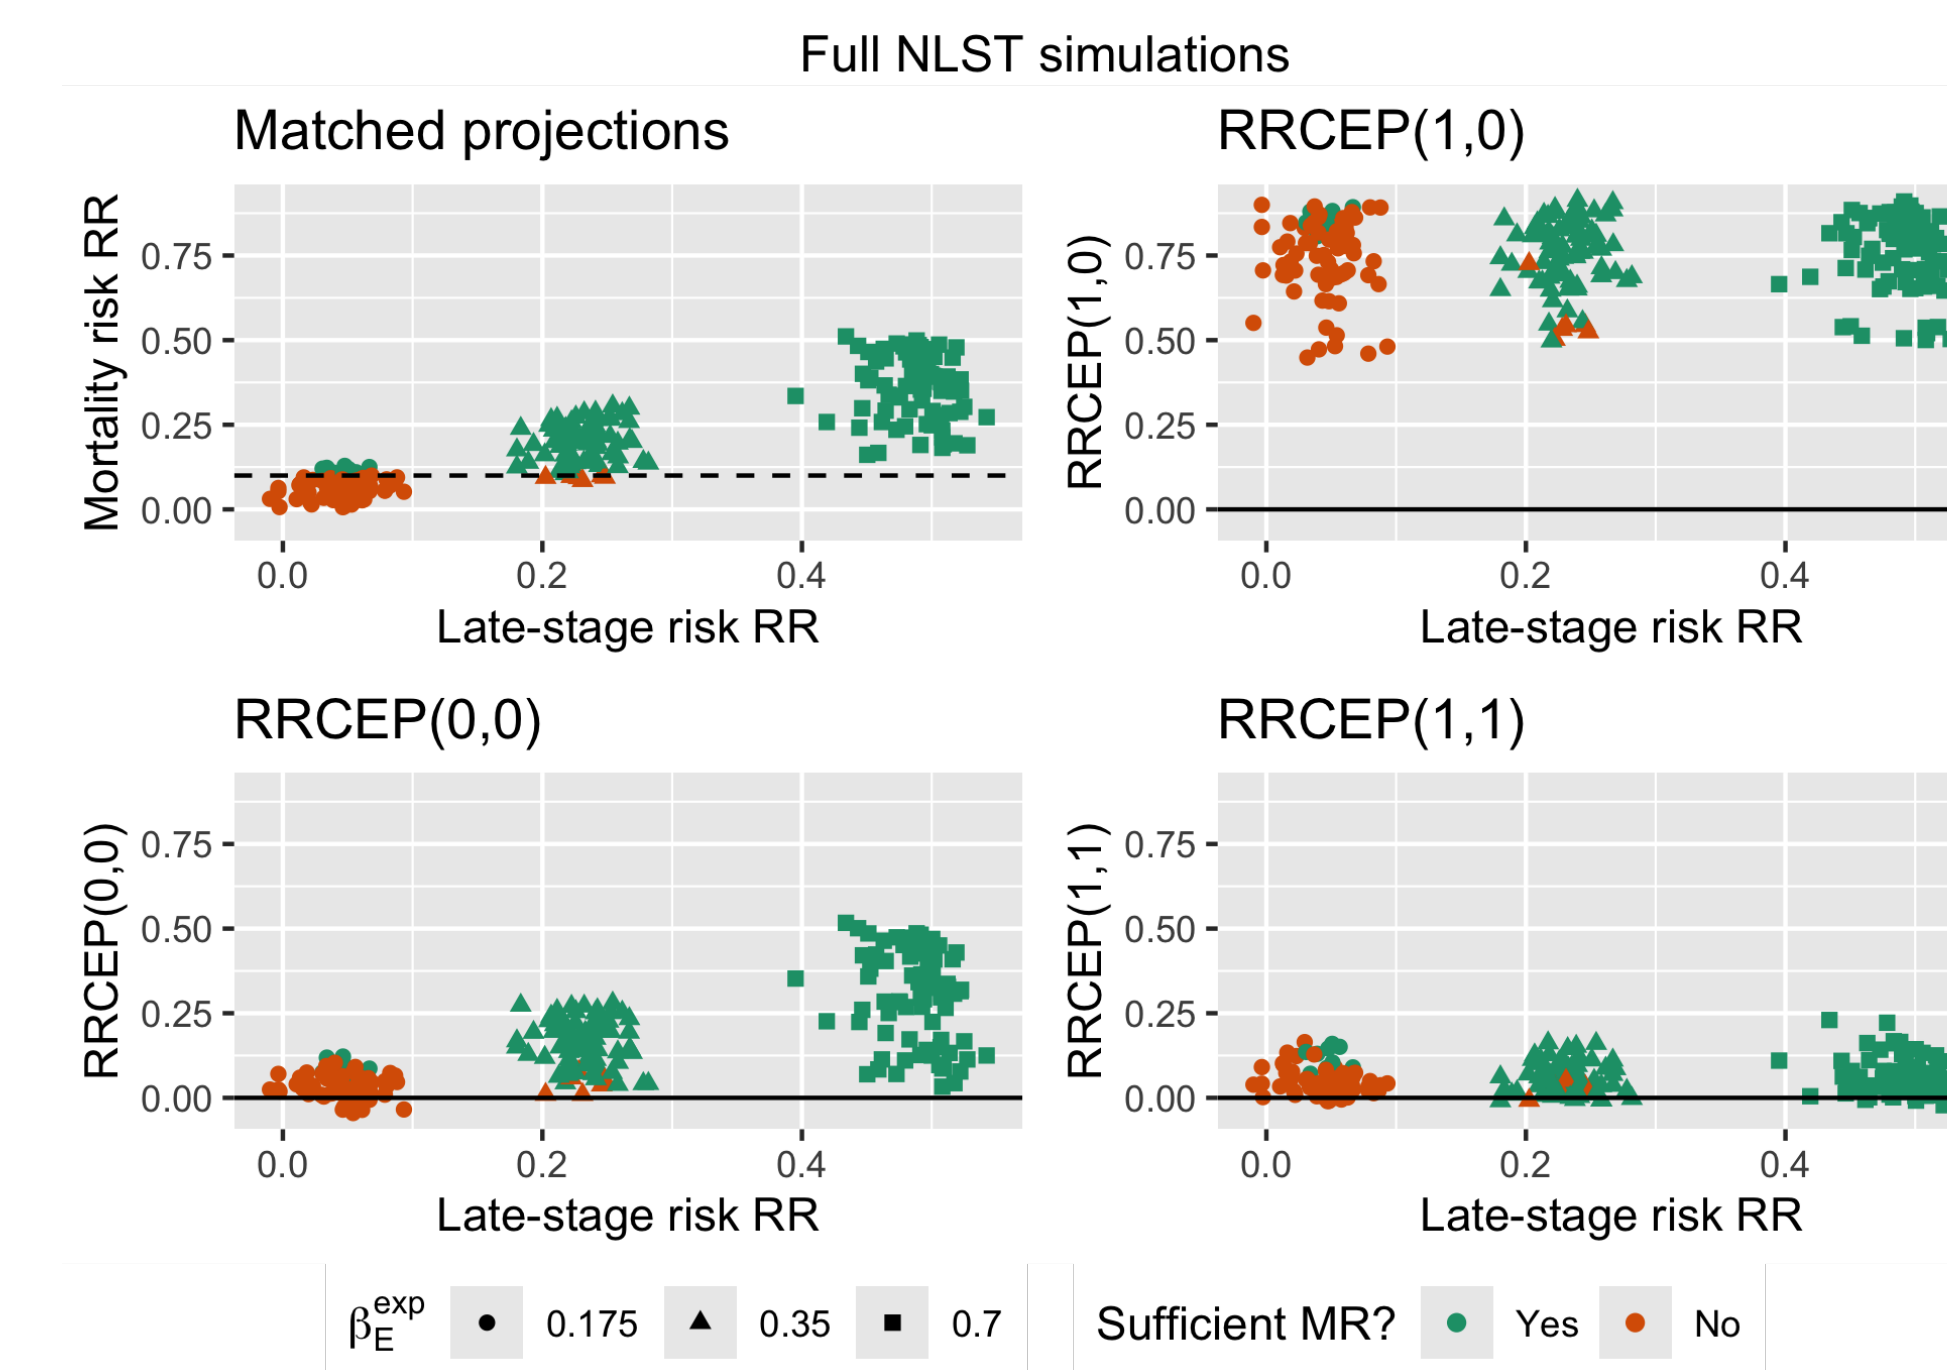 Full NLST simulations
Matched projections
Mortality risk RR
0.75
0.50
0.25
0.00
0.0 0.2 0.4
Late-stage risk RR
RRCEP(1,0)
RRCEP(1,0)
0.75
0.50
0.25
0.00
0.0 0.2 0.4
Late-stage risk RR
RRCEP(0,0)
RRCEP(0,0)
0.75
0.50
0.25
0.00
0.0 0.2 0.4
Late-stage risk RR
RRCEP(1,1)
RRCEP(1,1)
0.75
0.50
0.25
0.00
0.0 0.2 0.4
Late-stage risk RR
β_E^exp 0.175 0.35 0.7
Sufficient MR? Yes No